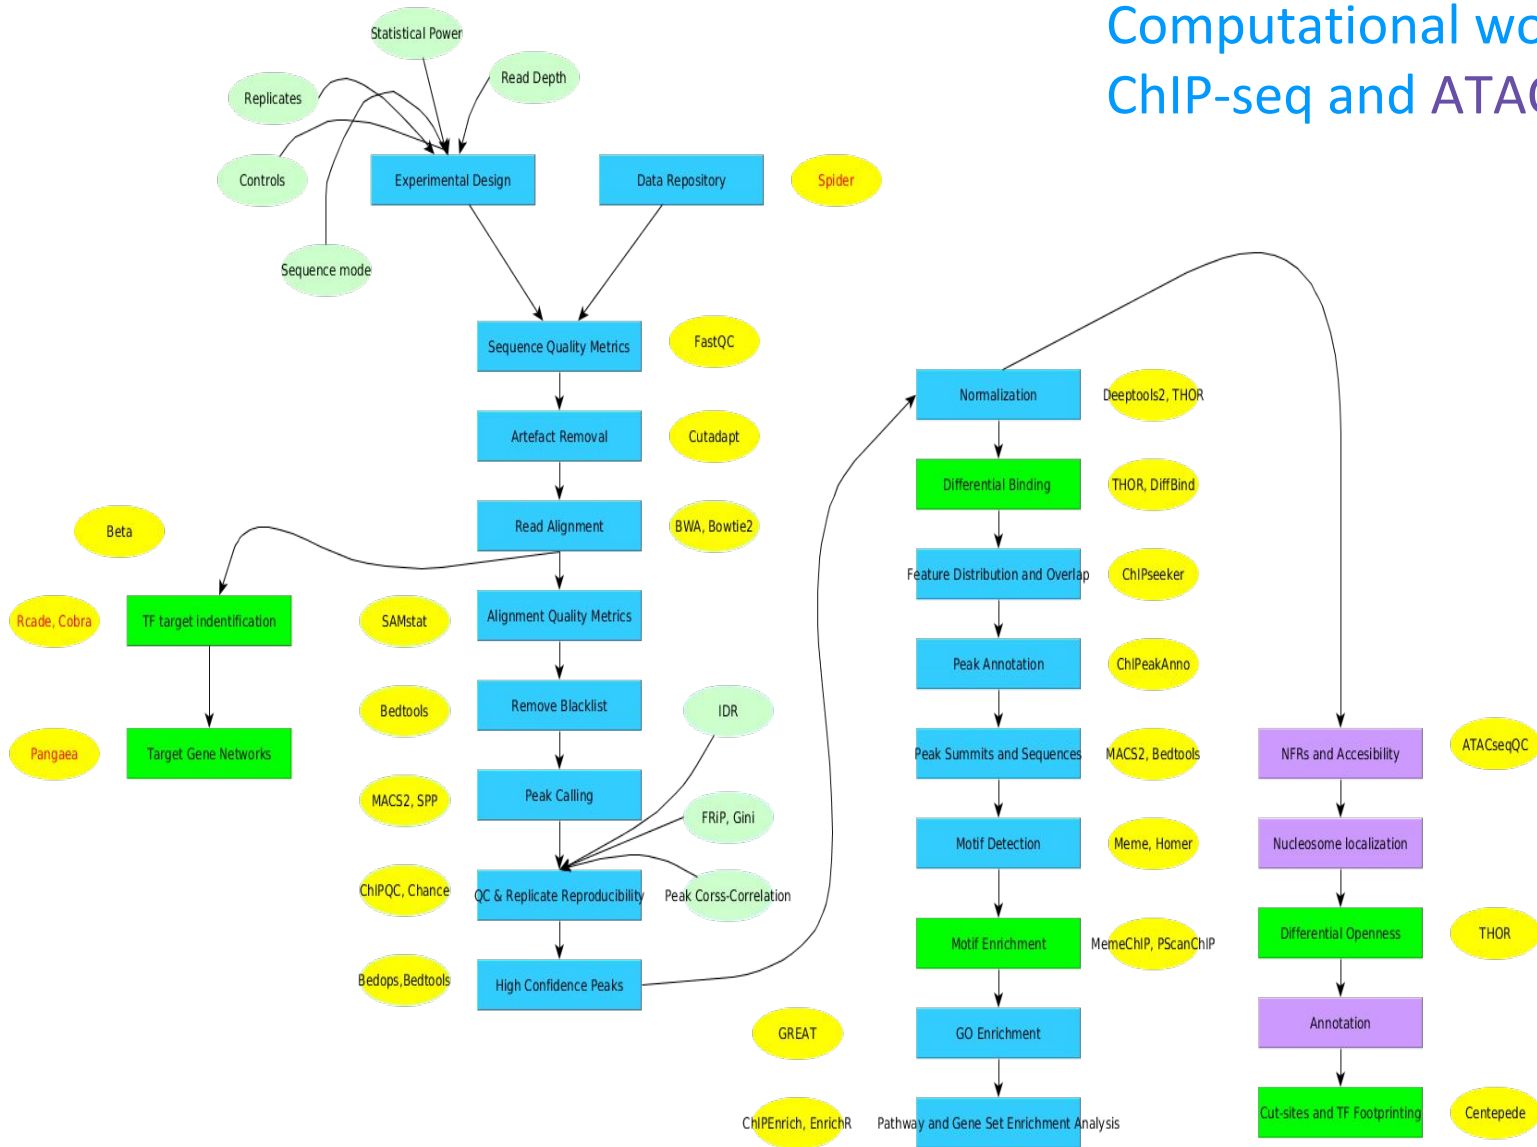 Computational wo
ChIP-seq and ATAC
Statistical Power
Read Depth
Replicates
Controls
Experimental Design
Data Repository
Spider
Sequence mode
Sequence Quality Metrics
FastQC
Artefact Removal
Cutadapt
Read Alignment
BWA, Bowtie2
Beta
Rcade, Cobra
TF target indentification
SAMstat
Alignment Quality Metrics
Bedtools
Remove Blacklist
IDR
Pangaea
Target Gene Networks
MACS2, SPP
Peak Calling
FRiP, Gini
ChIPQC, Chance
QC & Replicate Reproducibility
Peak Corss-Correlation
Bedops,Bedtools
High Confidence Peaks
Normalization
Deeptools2, THOR
Differential Binding
THOR, DiffBind
Feature Distribution and Overlap
ChIPseeker
Peak Annotation
ChIPeakAnno
Peak Summits and Sequences
MACS2, Bedtools
Motif Detection
Meme, Homer
Motif Enrichment
MemeChIP, PScanChIP
GREAT
GO Enrichment
ChIPEnrich, EnrichR
Pathway and Gene Set Enrichment Analysis
NFRs and Accesibility
ATACseqQC
Nucleosome localization
Differential Openness
THOR
Annotation
Cut-sites and TF Footprinting
Centepede